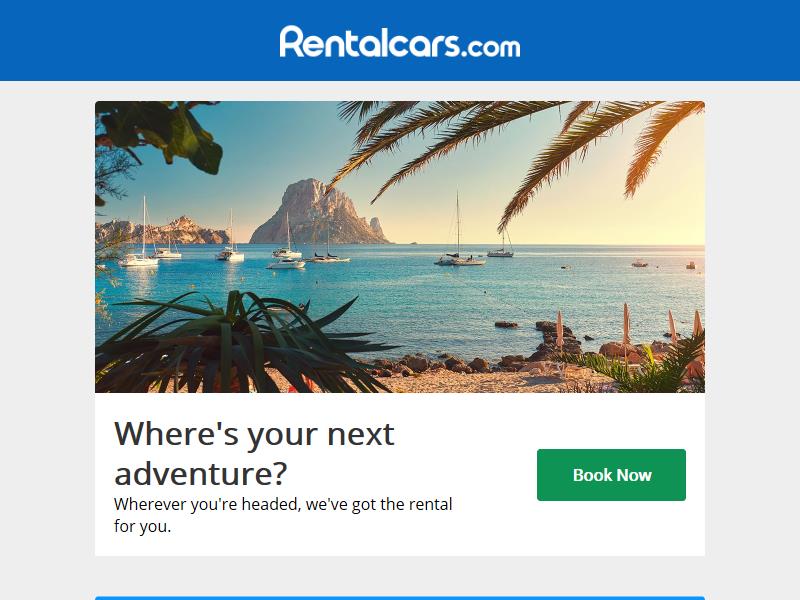 Rentalcars.com
Where's your next
adventure?
Wherever you're headed, we've got the rental
for you.
Book Now